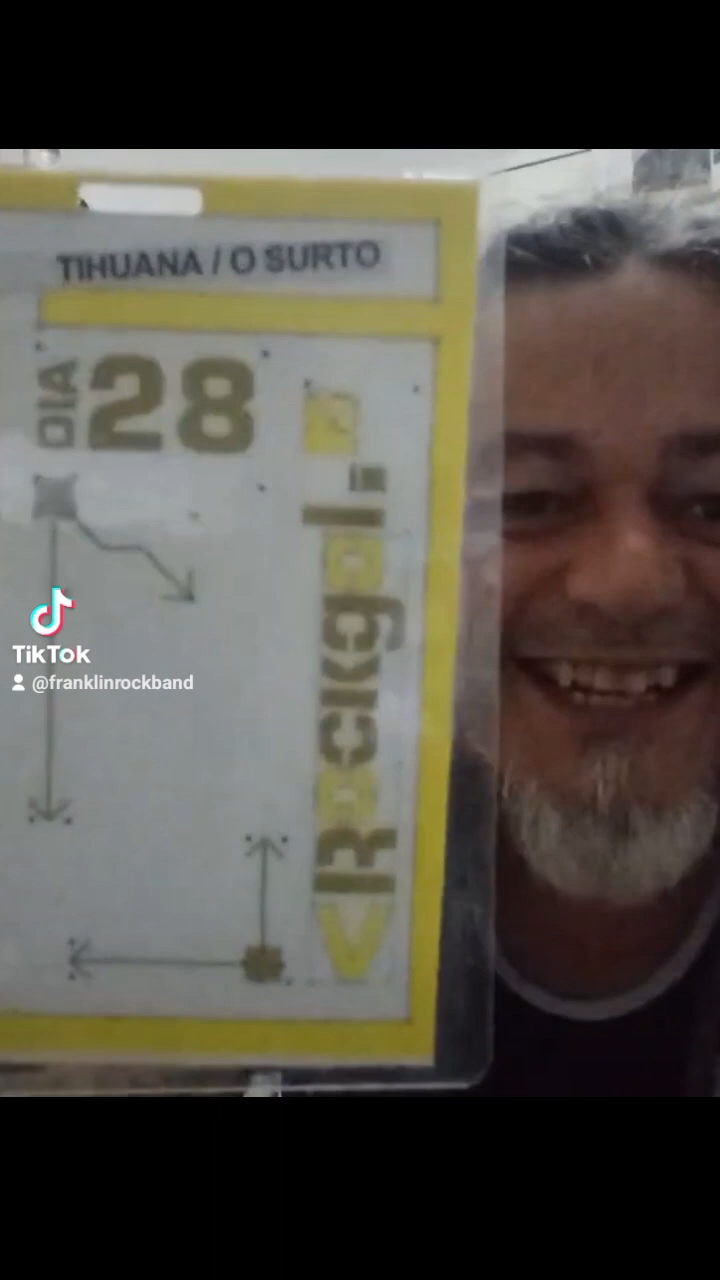 TIHUANA / O SURTO
DIA 28
Rockgol.
TikTok
@franklinrockband